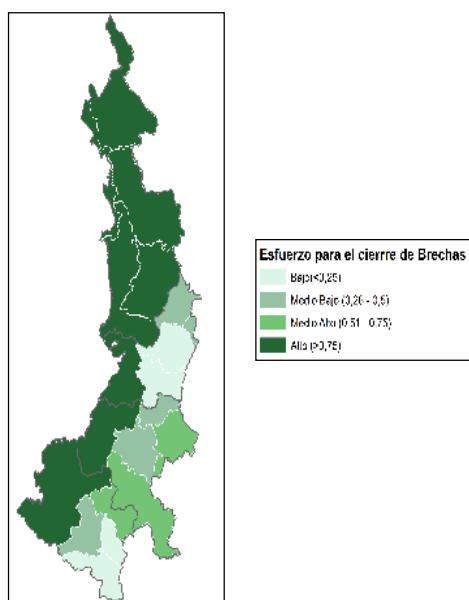 Esfuerzo para el cierre de Brechas
Bajo (<0,25)
Medio Bajo (0,26 - 0,5)
Medio Alto (0,51 - 0,75)
Alto (>0,75)